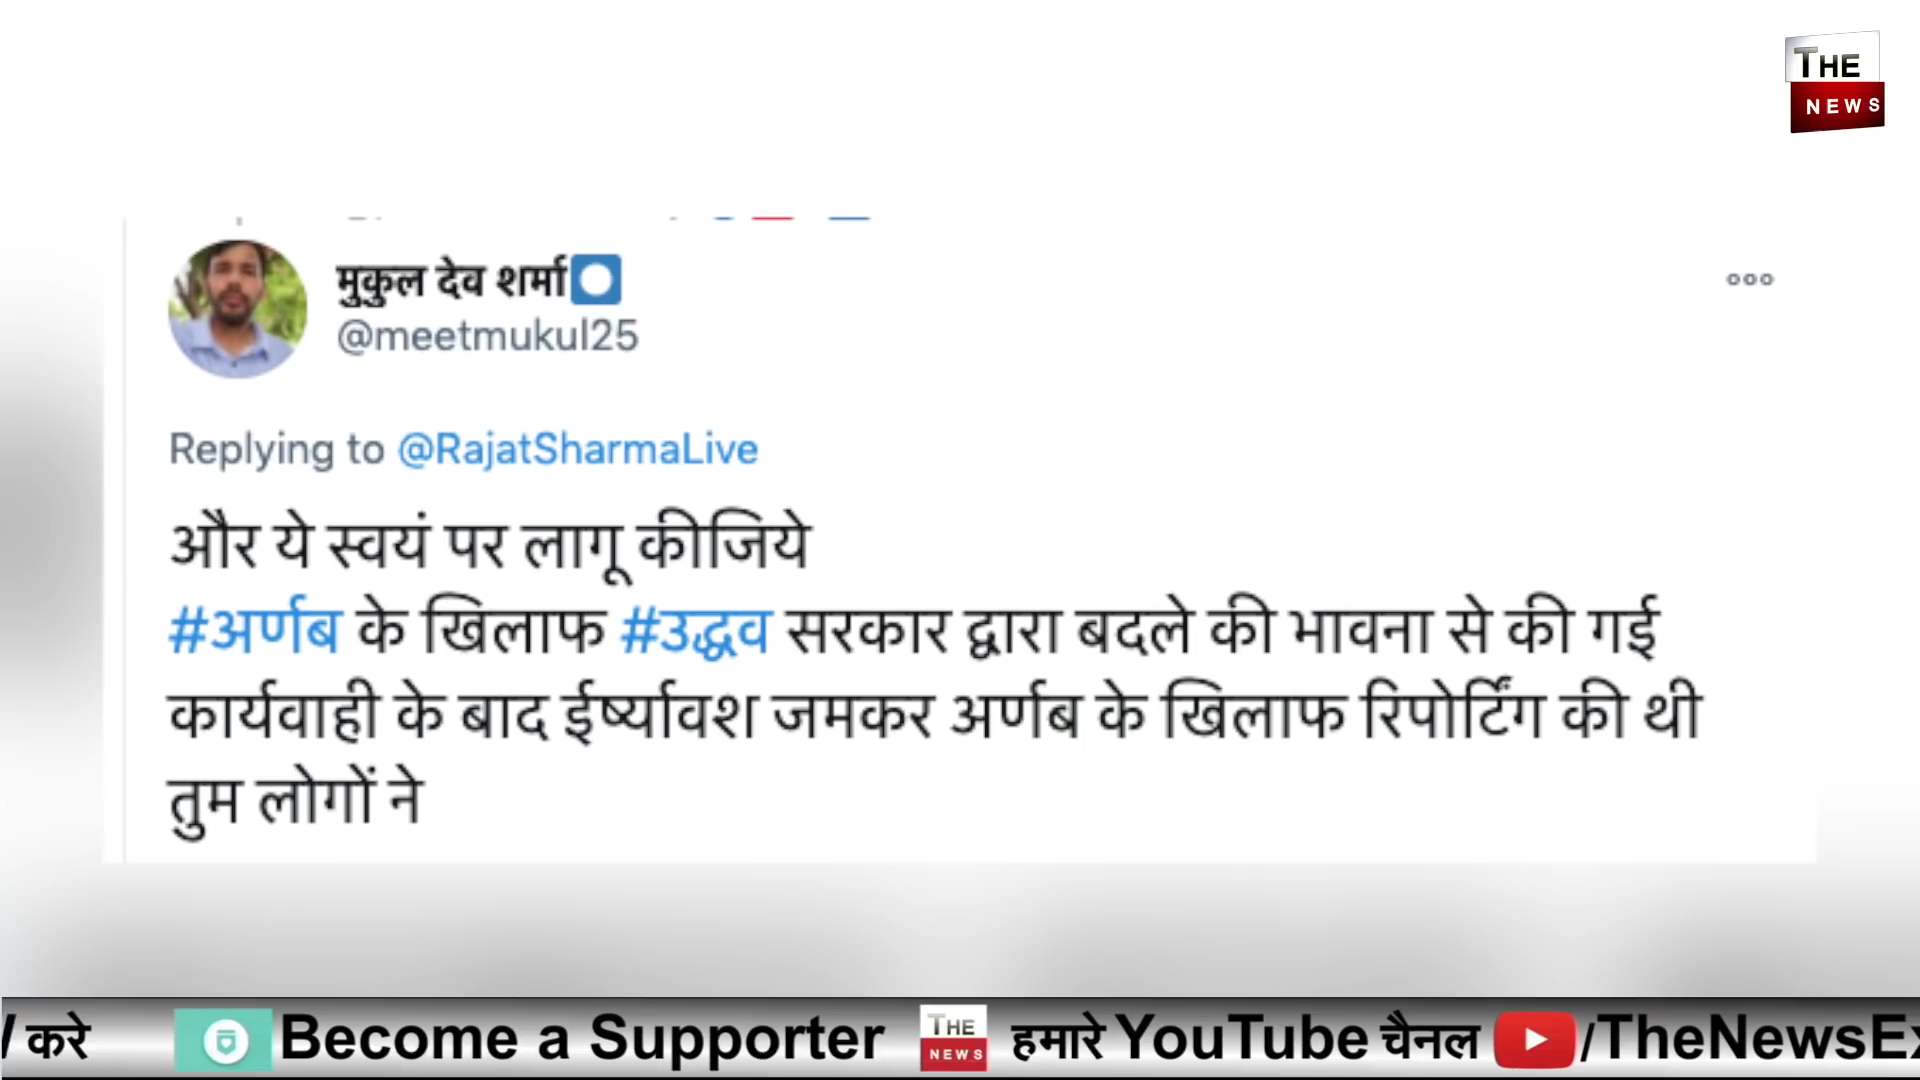 THE
NEWS
मुकुल देव शर्मा
@meetmukul25
Replying to @RajatSharmaLive
और ये स्वयं पर लागू कीजिये
#अर्णब के खिलाफ #उद्धव सरकार द्वारा बदले की भावना से की गई
कार्यवाही के बाद ईर्ष्यावश जमकर अर्णब के खिलाफ रिपोर्टिंग की थी
तुम लोगों ने
/ करे Become a Supporter THE NEWS हमारे YouTube चैनल /TheNewsEx